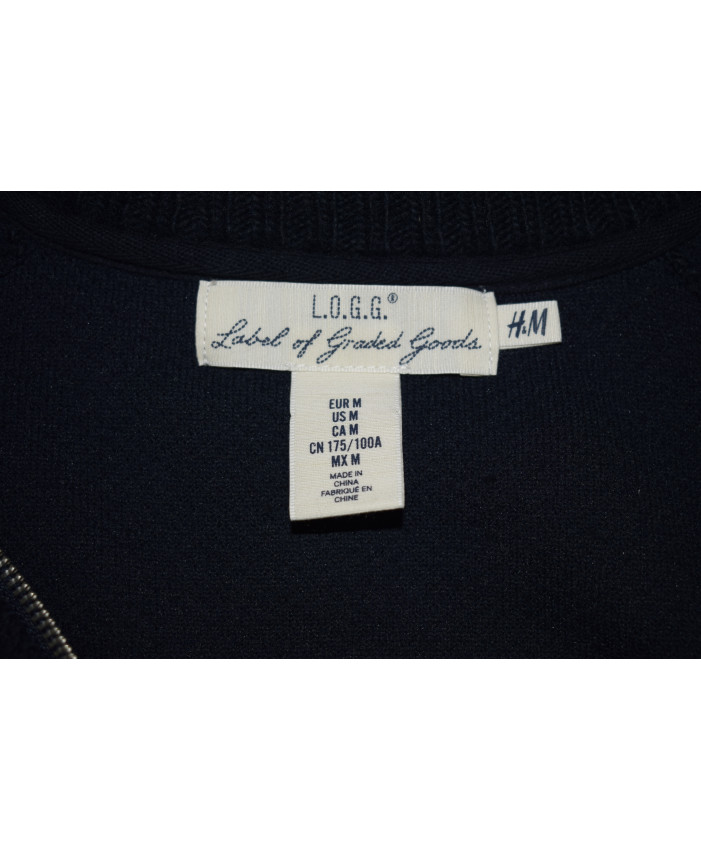 L.O.G.G.®
Label of Graded Goods
H&M
EUR M
US M
CA M
CN 175/100A
MX M
MADE IN
CHINA
FABRIQUÉ EN
CHINE